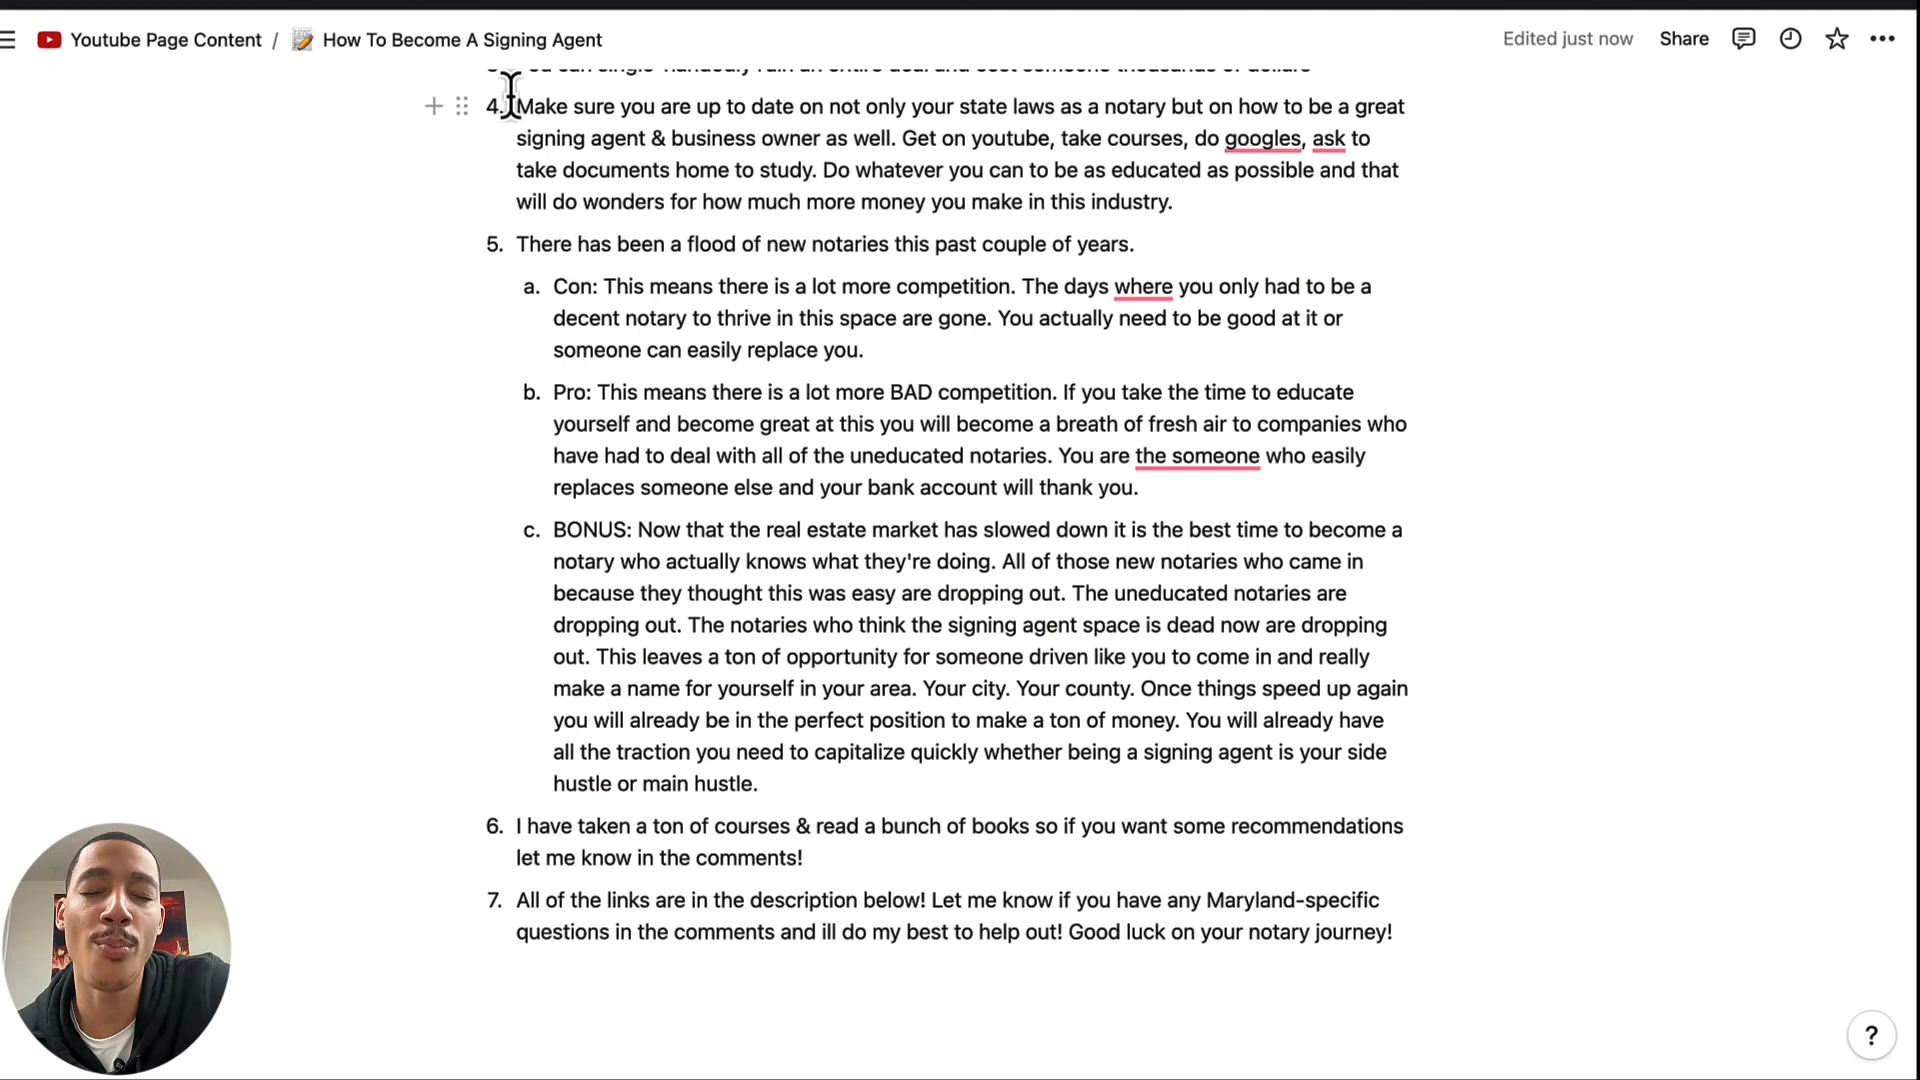 Youtube Page Content / How To Become A Signing Agent
Edited just now Share
3. You can single-handedly ruin an entire deal and cost someone thousands of dollars
4. Make sure you are up to date on not only your state laws as a notary but on how to be a great
signing agent & business owner as well. Get on youtube, take courses, do googles, ask to
take documents home to study. Do whatever you can to be as educated as possible and that
will do wonders for how much more money you make in this industry.
5. There has been a flood of new notaries this past couple of years.
a. Con: This means there is a lot more competition. The days where you only had to be a
decent notary to thrive in this space are gone. You actually need to be good at it or
someone can easily replace you.
b. Pro: This means there is a lot more BAD competition. If you take the time to educate
yourself and become great at this you will become a breath of fresh air to companies who
have had to deal with all of the uneducated notaries. You are the someone who easily
replaces someone else and your bank account will thank you.
c. BONUS: Now that the real estate market has slowed down it is the best time to become a
notary who actually knows what they're doing. All of those new notaries who came in
because they thought this was easy are dropping out. The uneducated notaries are
dropping out. The notaries who think the signing agent space is dead now are dropping
out. This leaves a ton of opportunity for someone driven like you to come in and really
make a name for yourself in your area. Your city. Your county. Once things speed up again
you will already be in the perfect position to make a ton of money. You will already have
all the traction you need to capitalize quickly whether being a signing agent is your side
hustle or main hustle.
6. I have taken a ton of courses & read a bunch of books so if you want some recommendations
let me know in the comments!
7. All of the links are in the description below! Let me know if you have any Maryland-specific
questions in the comments and ill do my best to help out! Good luck on your notary journey!
?